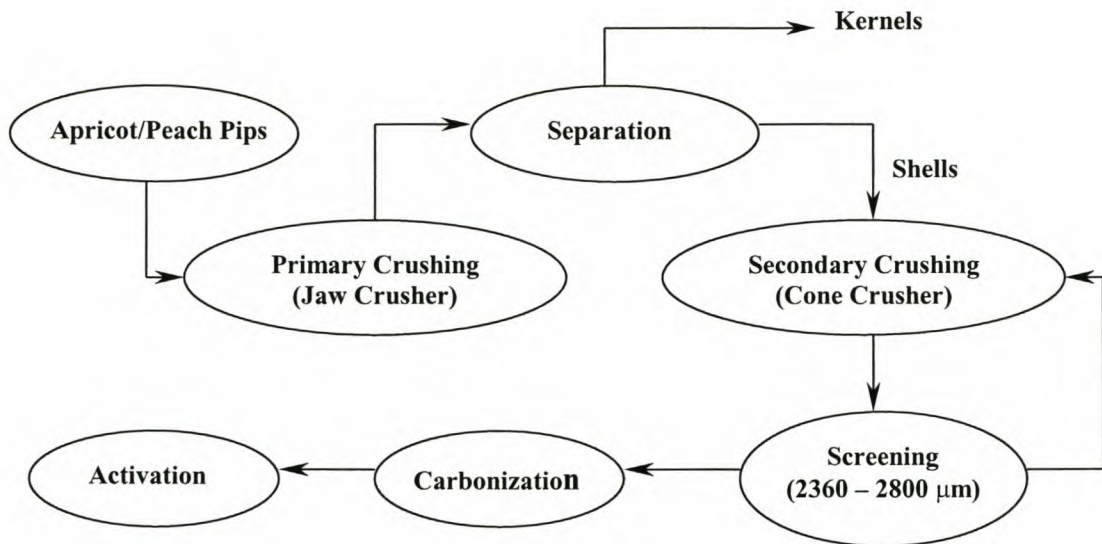 Kernels
Apricot/Peach Pips
Separation
Shells
Primary Crushing
(Jaw Crusher)
Secondary Crushing
(Cone Crusher)
Screening
(2360 – 2800 μm)
Carbonization
Activation